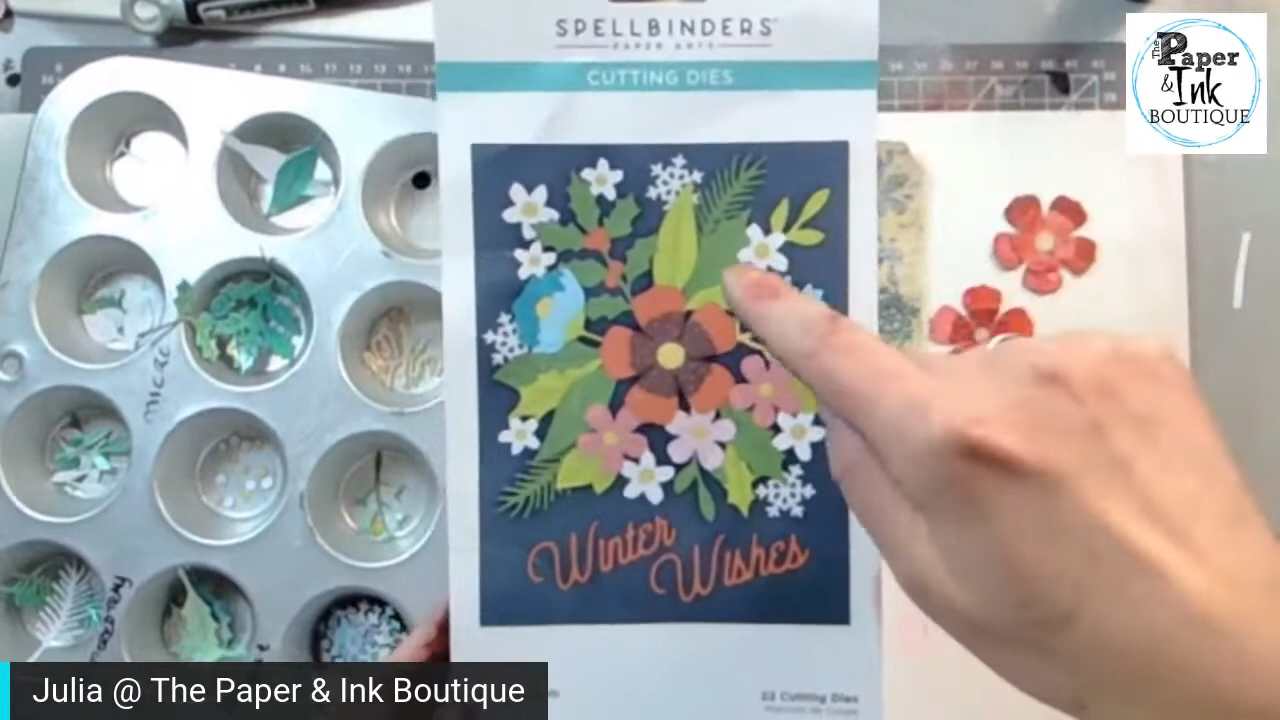 SPELLBINDERS
PAPER ARTS
CUTTING DIES
The
Paper
& Ink
BOUTIQUE
Winter
Wishes
22 Cutting Dies
Julia @ The Paper & Ink Boutique